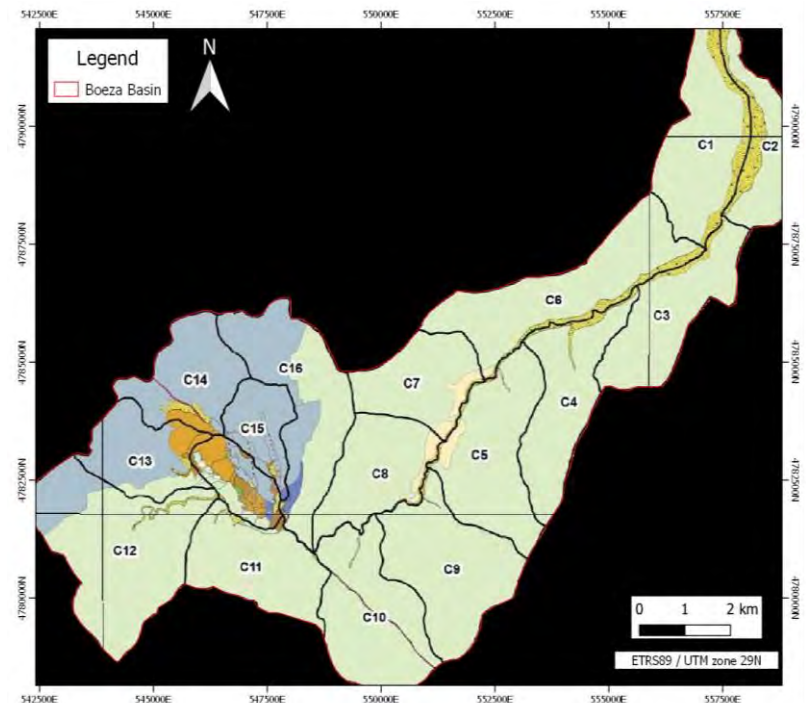 542500E 545000E 547500E 550000E 552500E 555000E 557500E
Legend
Boeza Basin
N
4790000N 4790000N
C1 C2
4787500N 4787500N
C6
C3
4785000N 4785000N
C16
C14 C7
C4
C15
C13 C5
C8
4782500N 4782500N
C12
C11 C9
C10
4780000N 4780000N
0 1 2 km
ETRS89 / UTM zone 29N
542500E 545000E 547500E 550000E 552500E 555000E 557500E